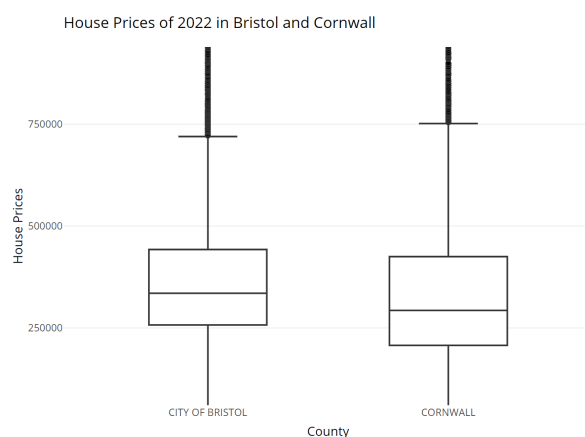 House Prices of 2022 in Bristol and Cornwall
House Prices
750000
500000
250000
CITY OF BRISTOL
CORNWALL
County